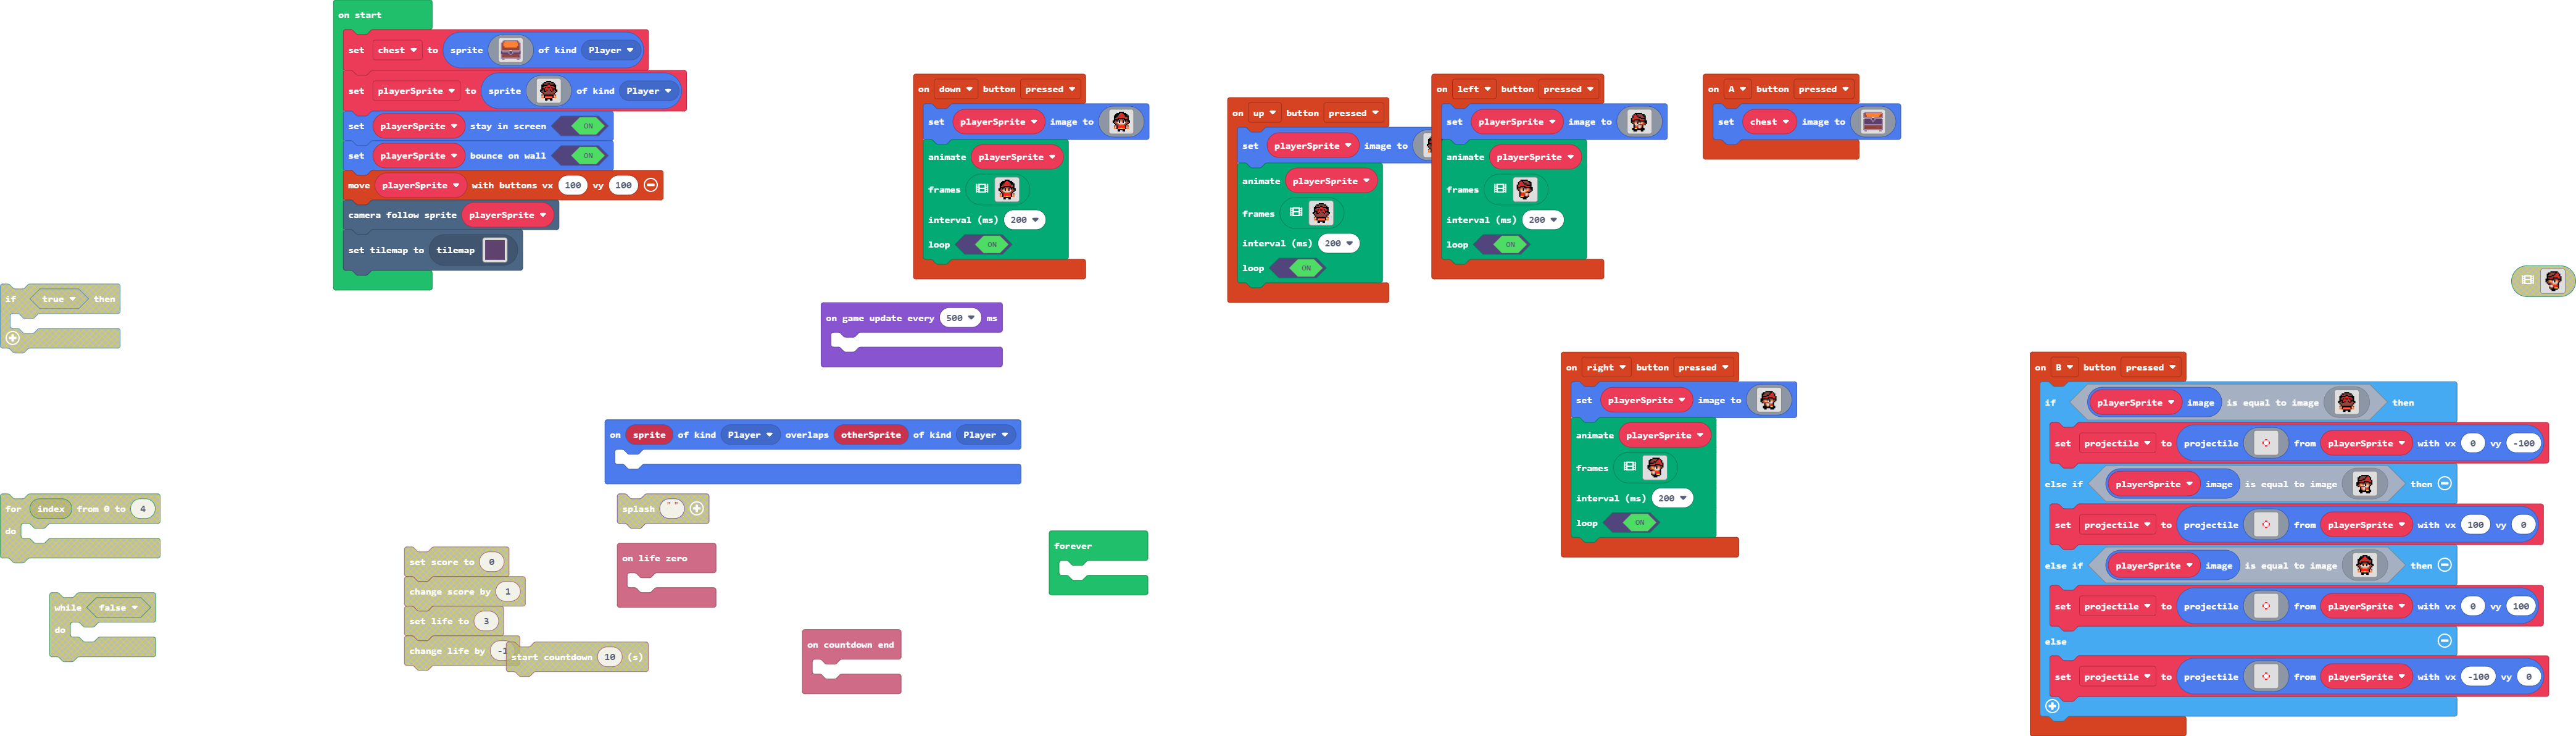 on start
set chest to sprite of kind Player
set playerSprite to sprite of kind Player
set playerSprite stay in screen ON
set playerSprite bounce on wall ON
move playerSprite with buttons vx 100 vy 100
camera follow sprite playerSprite
set tilemap to tilemap
on down button pressed
set playerSprite image to
animate playerSprite
frames
interval (ms) 200
loop ON
on up button pressed
set playerSprite image to
animate playerSprite
frames
interval (ms) 200
loop ON
on left button pressed
set playerSprite image to
animate playerSprite
frames
interval (ms) 200
loop ON
on A button pressed
set chest image to
if true then
on game update every 500 ms
on right button pressed
set playerSprite image to
animate playerSprite
frames
interval (ms) 200
loop ON
on B button pressed
if playerSprite image is equal to image then
set projectile to projectile from playerSprite with vx 0 vy -100
else if playerSprite image is equal to image then
set projectile to projectile from playerSprite with vx 100 vy 0
else if playerSprite image is equal to image then
set projectile to projectile from playerSprite with vx 0 vy 100
else
set projectile to projectile from playerSprite with vx -100 vy 0
on sprite of kind Player overlaps otherSprite of kind Player
for index from 0 to 4
do
splash " "
on life zero
forever
set score to 0
change score by 1
set life to 3
change life by -1
start countdown 10 (s)
while false
do
on countdown end